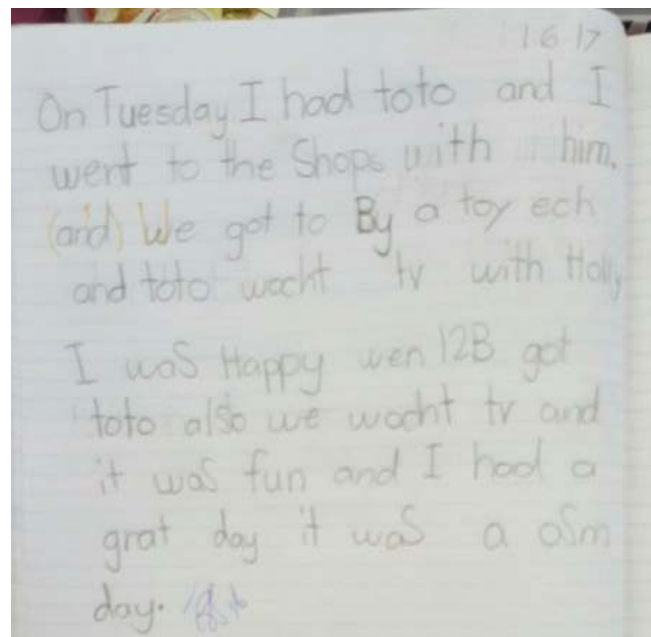 1 6 17
On Tuesday I had toto and I
went to the Shops with him.
(and) We got to By a toy ech
and toto wacht tv with Holly
I was Happy wen 12B got
toto also we wacht tv and
it was fun and I had a
grat day it was a osm
day.